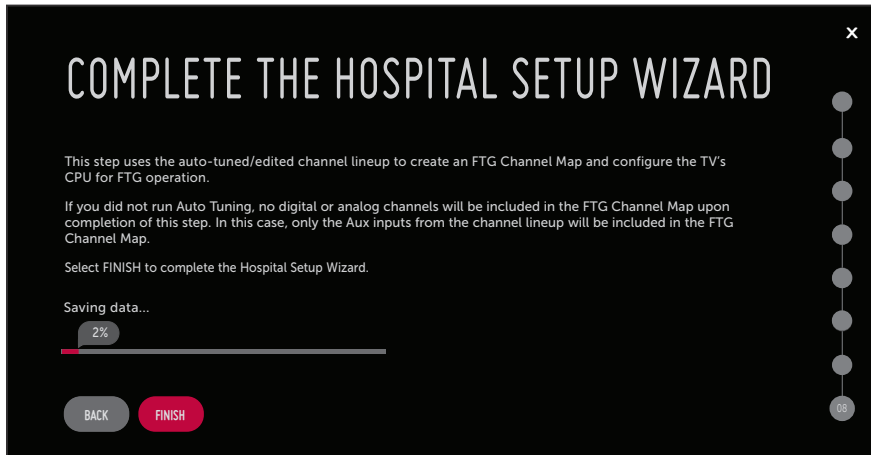 X
COMPLETE THE HOSPITAL SETUP WIZARD
This step uses the auto-tuned/edited channel lineup to create an FTG Channel Map and configure the TV's
CPU for FTG operation.
If you did not run Auto Tuning, no digital or analog channels will be included in the FTG Channel Map upon
completion of this step. In this case, only the Aux inputs from the channel lineup will be included in the FTG
Channel Map.
Select FINISH to complete the Hospital Setup Wizard.
Saving data...
2%
BACK
FINISH
08